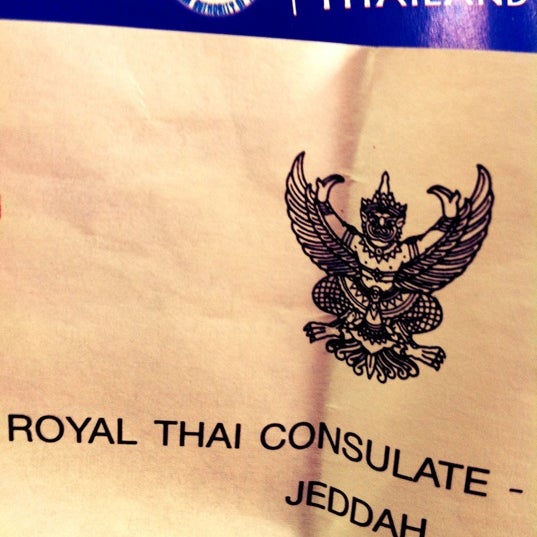 THAILAND
ROYAL THAI CONSULATE -
JEDDAH